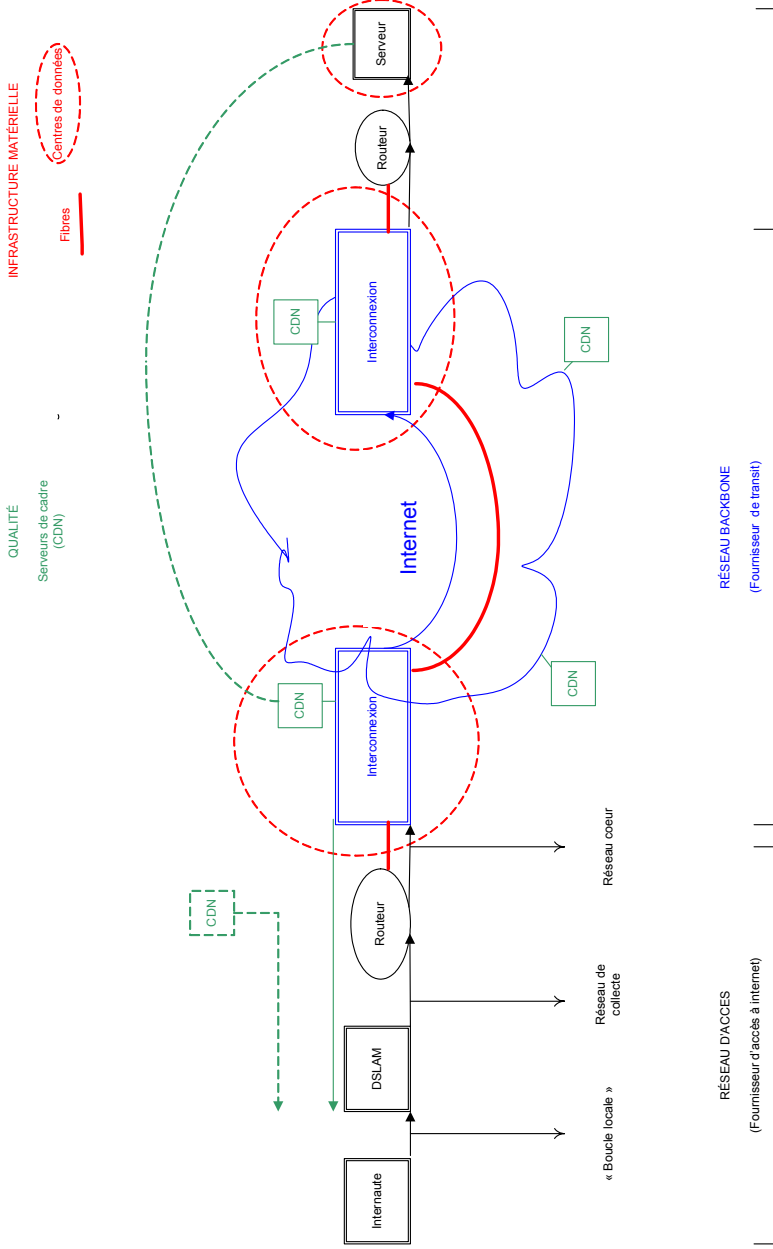 QUALITÉ
Serveurs de cadre
(CDN)
INFRASTRUCTURE MATÉRIELLE
Fibres
Centres de données
CDN
CDN
CDN
Internaute
DSLAM
Routeur
Interconnexion
Internet
Interconnexion
Routeur
Serveur
CDN
CDN
« Boucle locale »
Réseau de
collecte
Réseau coeur
RÉSEAU D'ACCES
(Fournisseur d'accès à internet)
RÉSEAU BACKBONE
(Fournisseur de transit)